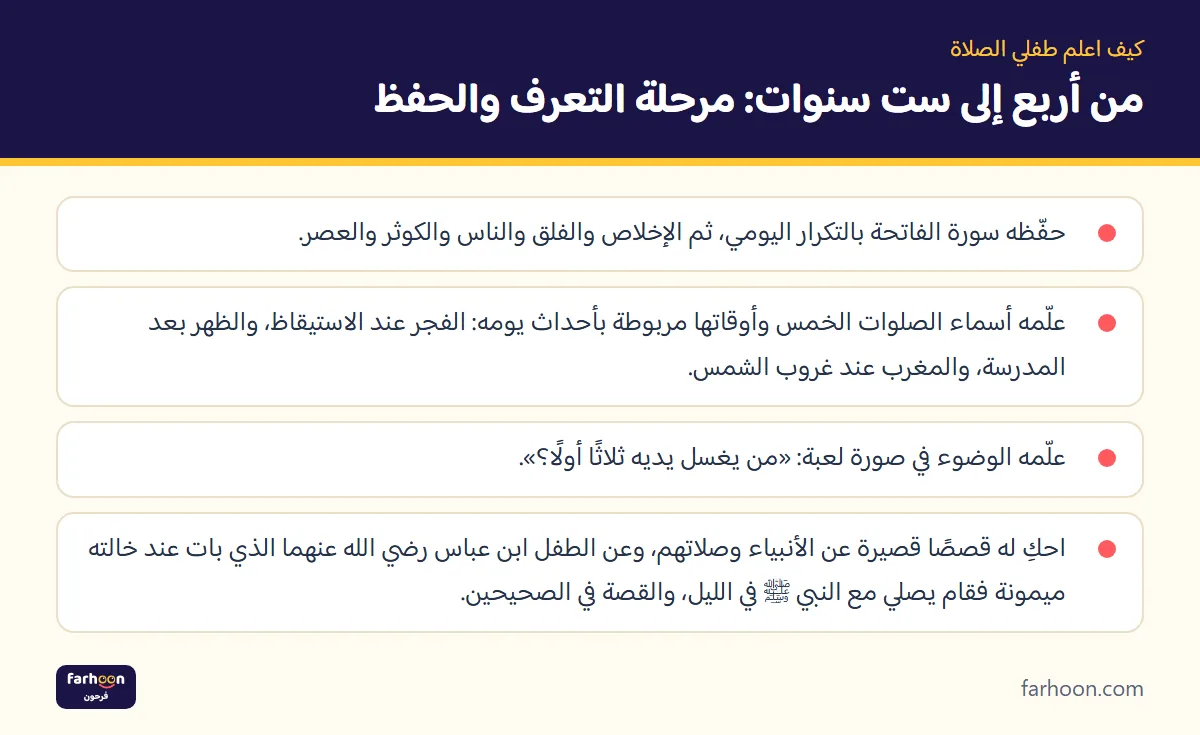 كيف اعلم طفلي الصلاة
من أربع إلى ست سنوات: مرحلة التعرف والحفظ
حفّظه سورة الفاتحة بالتكرار اليومي، ثم الإخلاص والفلق والناس والكوثر والعصر.
علّمه أسماء الصلوات الخمس وأوقاتها مربوطة بأحداث يومه: الفجر عند الاستيقاظ، والظهر بعد
المدرسة، والمغرب عند غروب الشمس.
علّمه الوضوء في صورة لعبة: «من يغسل يديه ثلاثًا أولًا؟».
احكِ له قصصًا قصيرة عن الأنبياء وصلاتهم، وعن الطفل ابن عباس رضي الله عنهما الذي بات عند خالته
ميمونة فقام يصلي مع النبي ﷺ في الليل، والقصة في الصحيحين.
farhoon.com
farhoon
فرحون